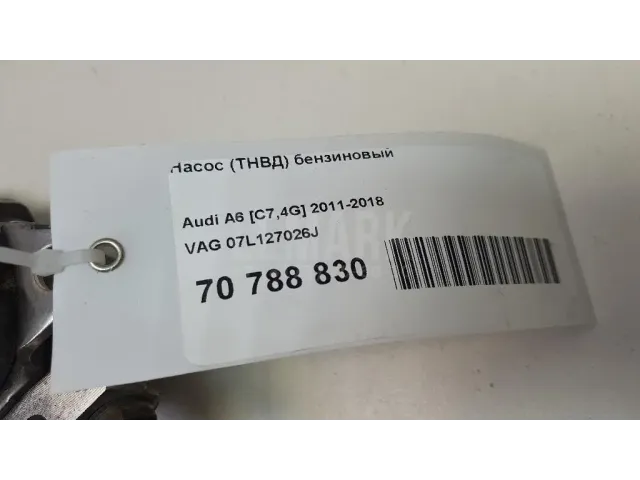 Насос (ТНВД) бензиновый
Audi A6 [C7,4G] 2011-2018
VAG 07L127026J
70 788 830